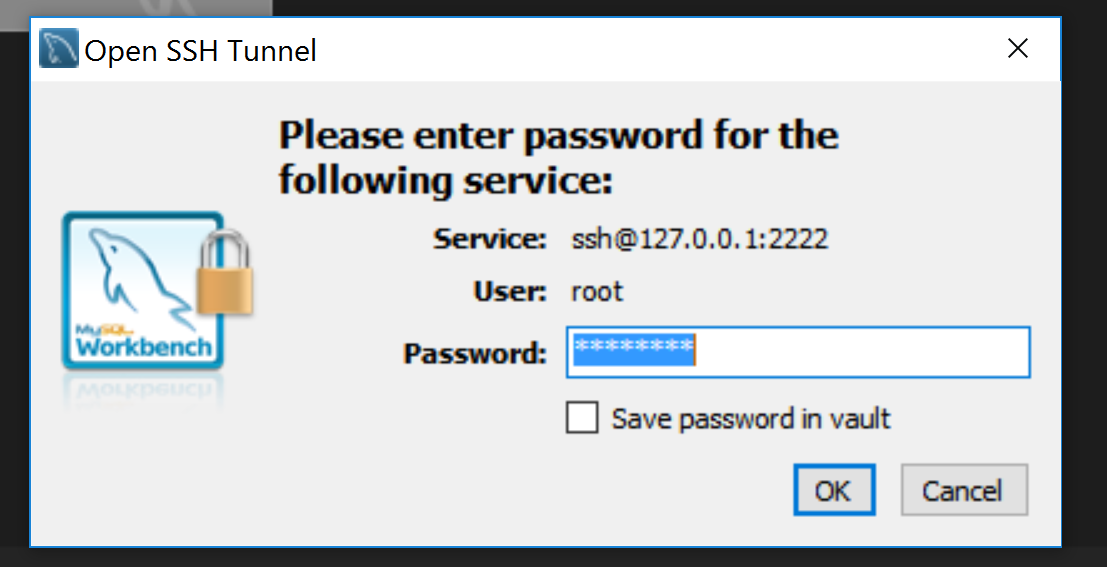 Open SSH Tunnel
Please enter password for the
following service:
Service: ssh@127.0.0.1:2222
User: root
Password: ********
Save password in vault
MySQL
Workbench
OK Cancel